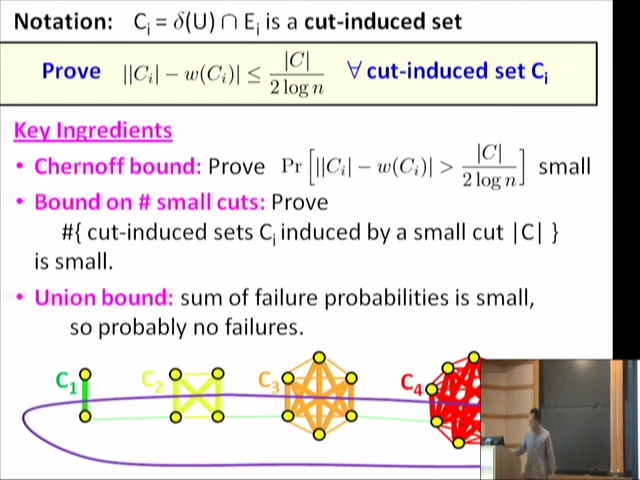 Notation: Cᵢ = δ(U) ∩ Eᵢ is a cut-induced set
Prove ||Cᵢ| − w(Cᵢ)| ≤ |C| / (2 log n) ∀ cut-induced set Cᵢ
Key Ingredients
• Chernoff bound: Prove Pr[||Cᵢ| − w(Cᵢ)| > |C| / (2 log n)] small
• Bound on # small cuts: Prove
#{ cut-induced sets Cᵢ induced by a small cut |C| }
is small.
• Union bound: sum of failure probabilities is small,
so probably no failures.
C₁ C₂ C₃ C₄